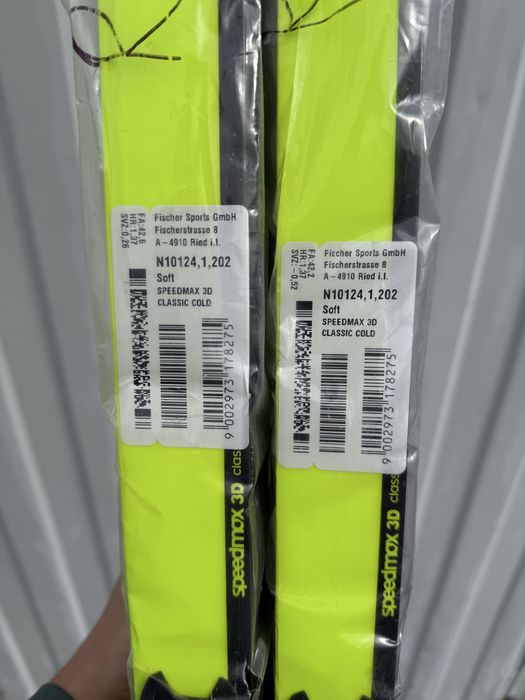 FA:42,6
HR:1,37
SVZ:0,26
Fischer Sports GmbH
Fischerstrasse 8
A-4910 Ried i.I.
N10124,1,202
Soft
SPEEDMAX 3D
CLASSIC COLD
9 002973 178275
speedmax 3D clas
FA:42,2
HR:1,37
SVZ:-0,52
Fischer Sports GmbH
Fischerstrasse 8
A-4910 Ried i.I.
N10124,1,202
Soft
SPEEDMAX 3D
CLASSIC COLD
9 002973 178275
speedmax 3D class